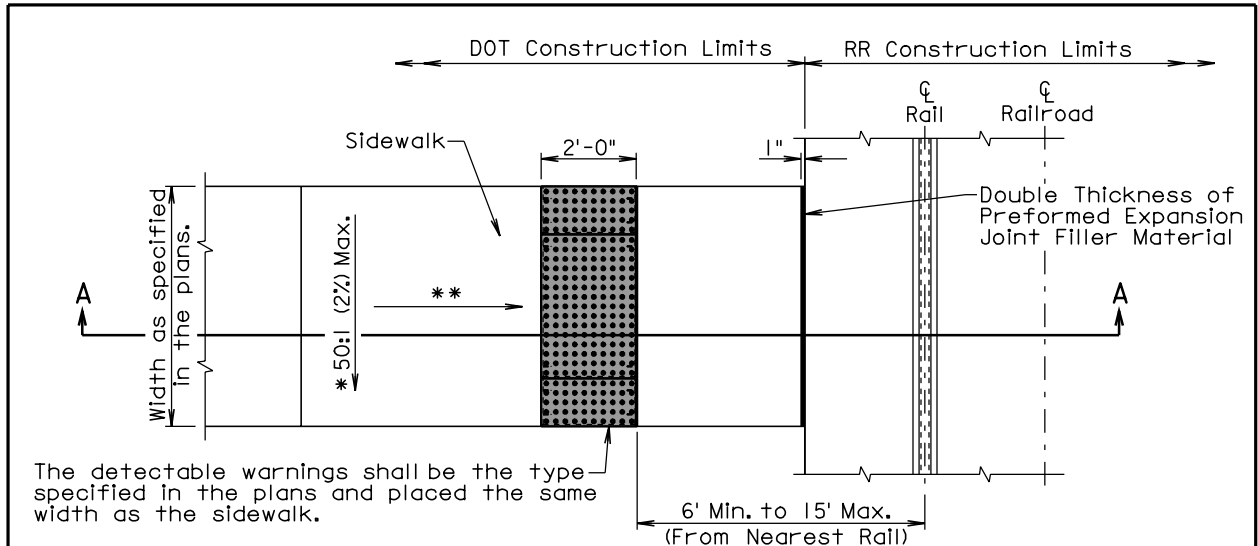 DOT Construction Limits
RR Construction Limits
℄
Rail
℄
Railroad
Sidewalk
2'-0"
1"
Double Thickness of
Preformed Expansion
Joint Filler Material
Width as specified
in the plans.
* 50:1 (2%) Max.
**
A
A
The detectable warnings shall be the type
specified in the plans and placed the same
width as the sidewalk.
6' Min. to 15' Max.
(From Nearest Rail)